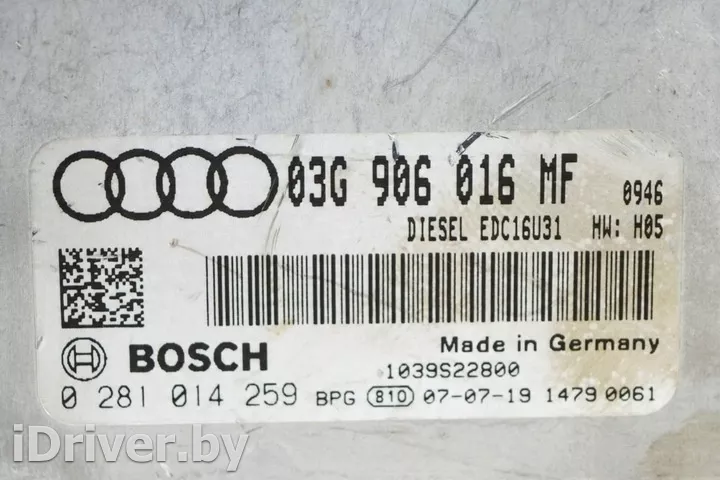 03G 906 016 MF 0946
DIESEL EDC16U31 HW: H05
BOSCH Made in Germany
1039S22800
0 281 014 259 BPG 810 07-07-19 1479 0061
iDriver.by